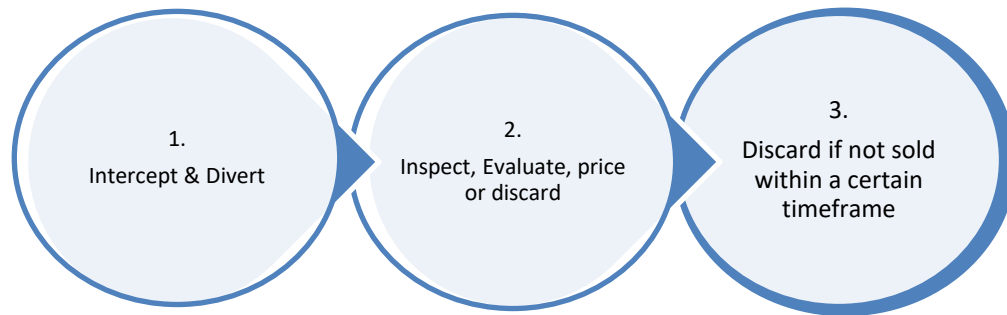 1.
Intercept & Divert
2.
Inspect, Evaluate, price
or discard
3.
Discard if not sold
within a certain
timeframe